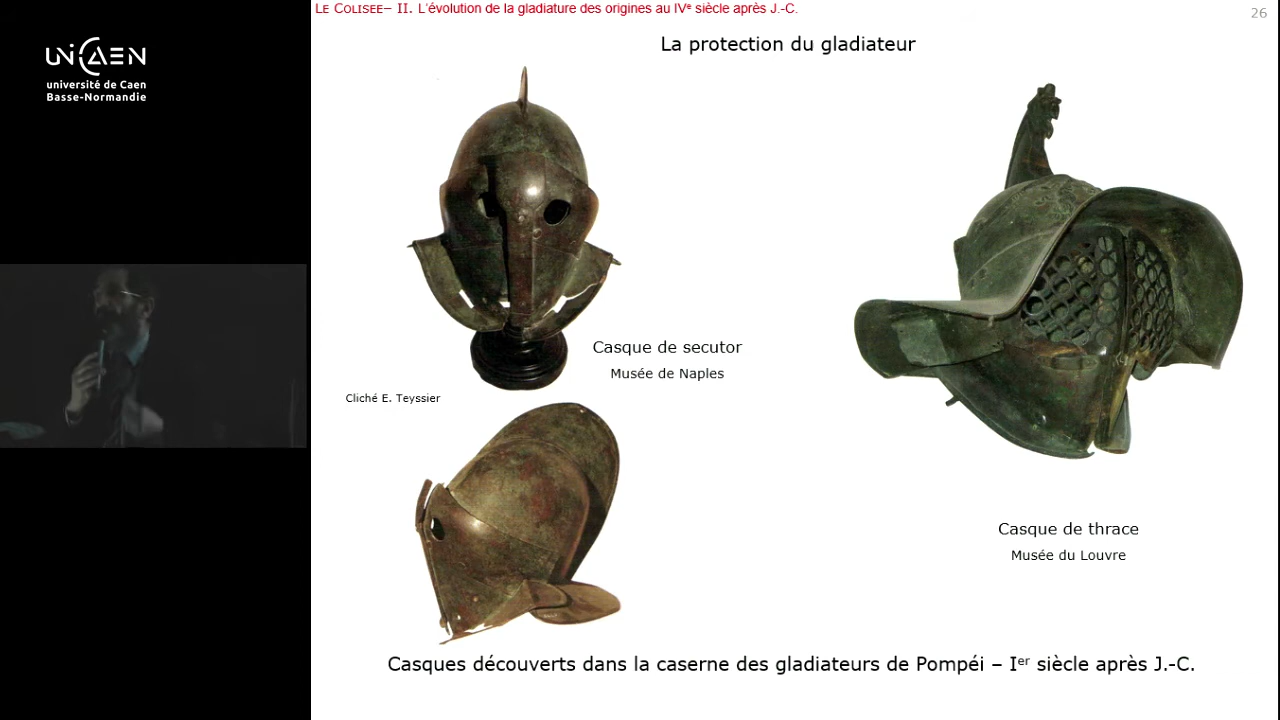 UNICAEN
université de Caen
Basse-Normandie
LE COLISEE– II. L'évolution de la gladiature des origines au IVᵉ siècle après J.-C.
26
La protection du gladiateur
Casque de secutor
Musée de Naples
Cliché E. Teyssier
Casque de thrace
Musée du Louvre
Casques découverts dans la caserne des gladiateurs de Pompéi – Iᵉʳ siècle après J.-C.